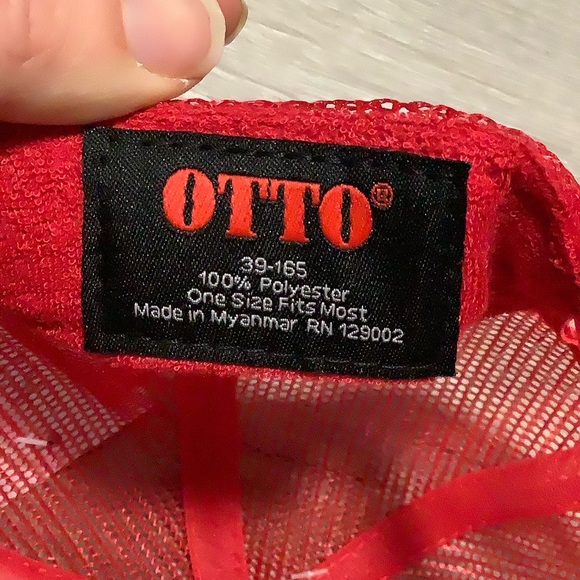 OTTO®
39-165
100% Polyester
One Size Fits Most
Made in Myanmar RN 129002